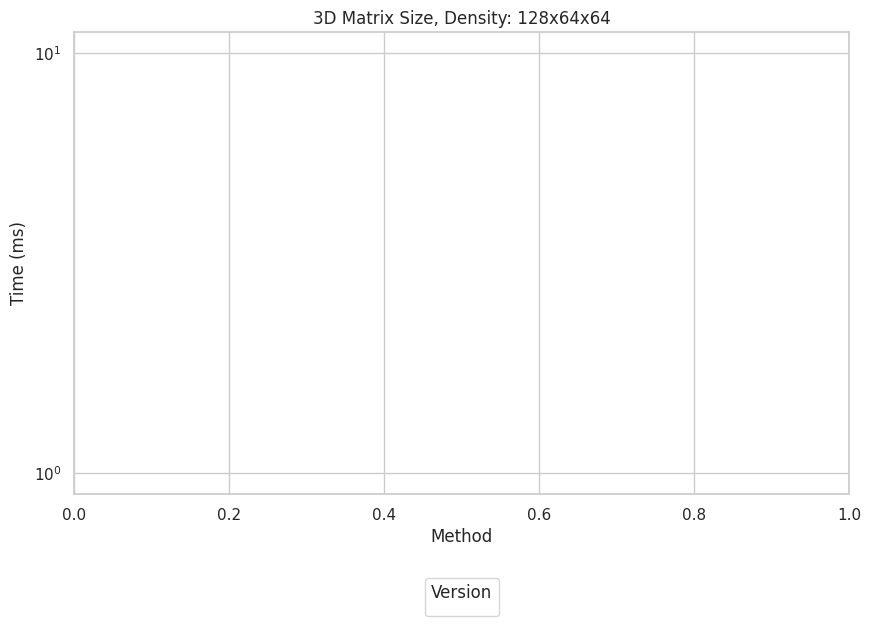 3D Matrix Size, Density: 128x64x64
Time (ms)
10¹
10⁰
0.0 0.2 0.4 0.6 0.8 1.0
Method
Version